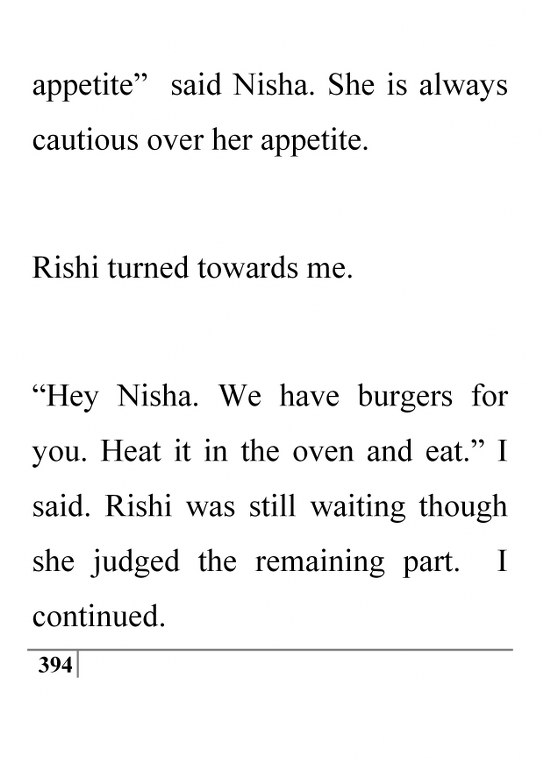 appetite”  said Nisha. She is always
cautious over her appetite.
Rishi turned towards me.
“Hey Nisha. We have burgers for
you. Heat it in the oven and eat.” I
said. Rishi was still waiting though
she judged the remaining part.  I
continued.
394